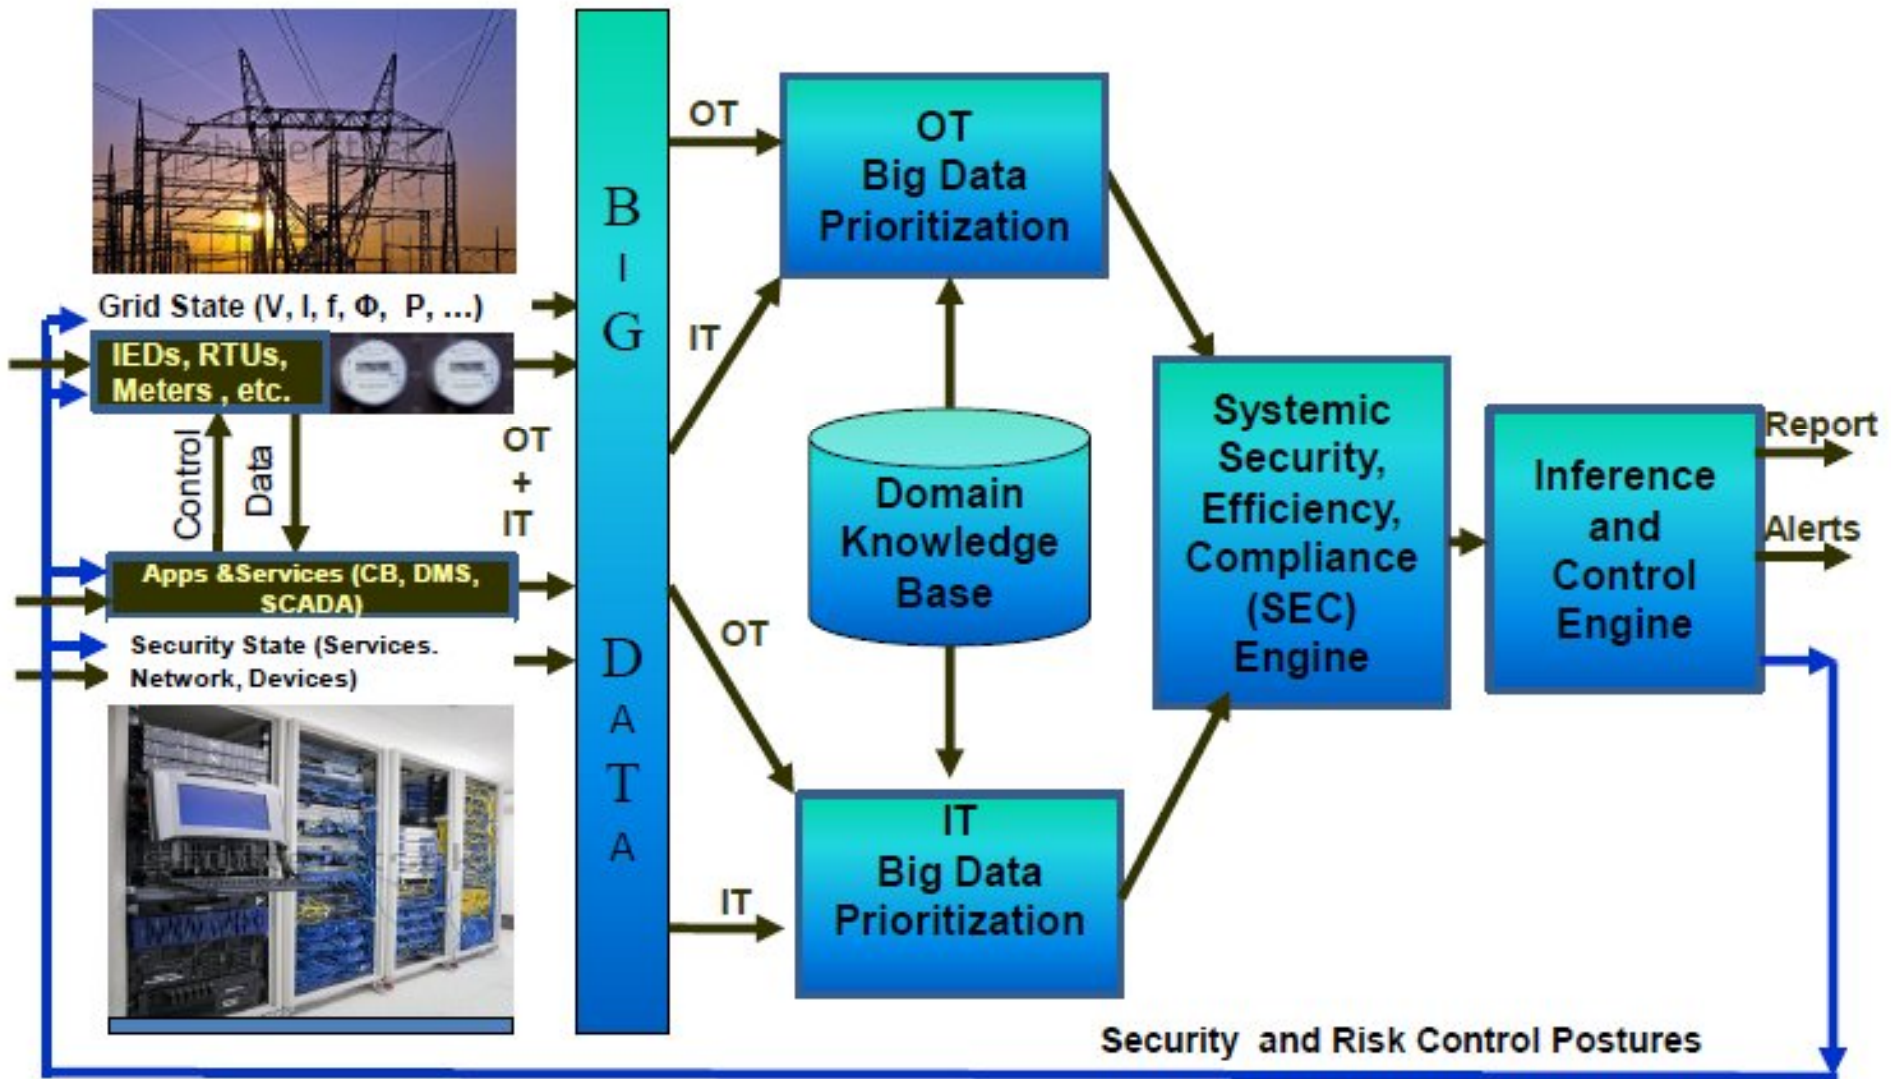 Grid State (V, I, f, Φ, P, ...)
IEDs, RTUs,
Meters , etc.
Control
Data
OT
+
IT
Apps &Services (CB, DMS,
SCADA)
Security State (Services.
Network, Devices)
BIG
DATA
OT
IT
OT
IT
OT
Big Data
Prioritization
Domain
Knowledge
Base
IT
Big Data
Prioritization
Systemic
Security,
Efficiency,
Compliance
(SEC)
Engine
Inference
and
Control
Engine
Report
Alerts
Security and Risk Control Postures